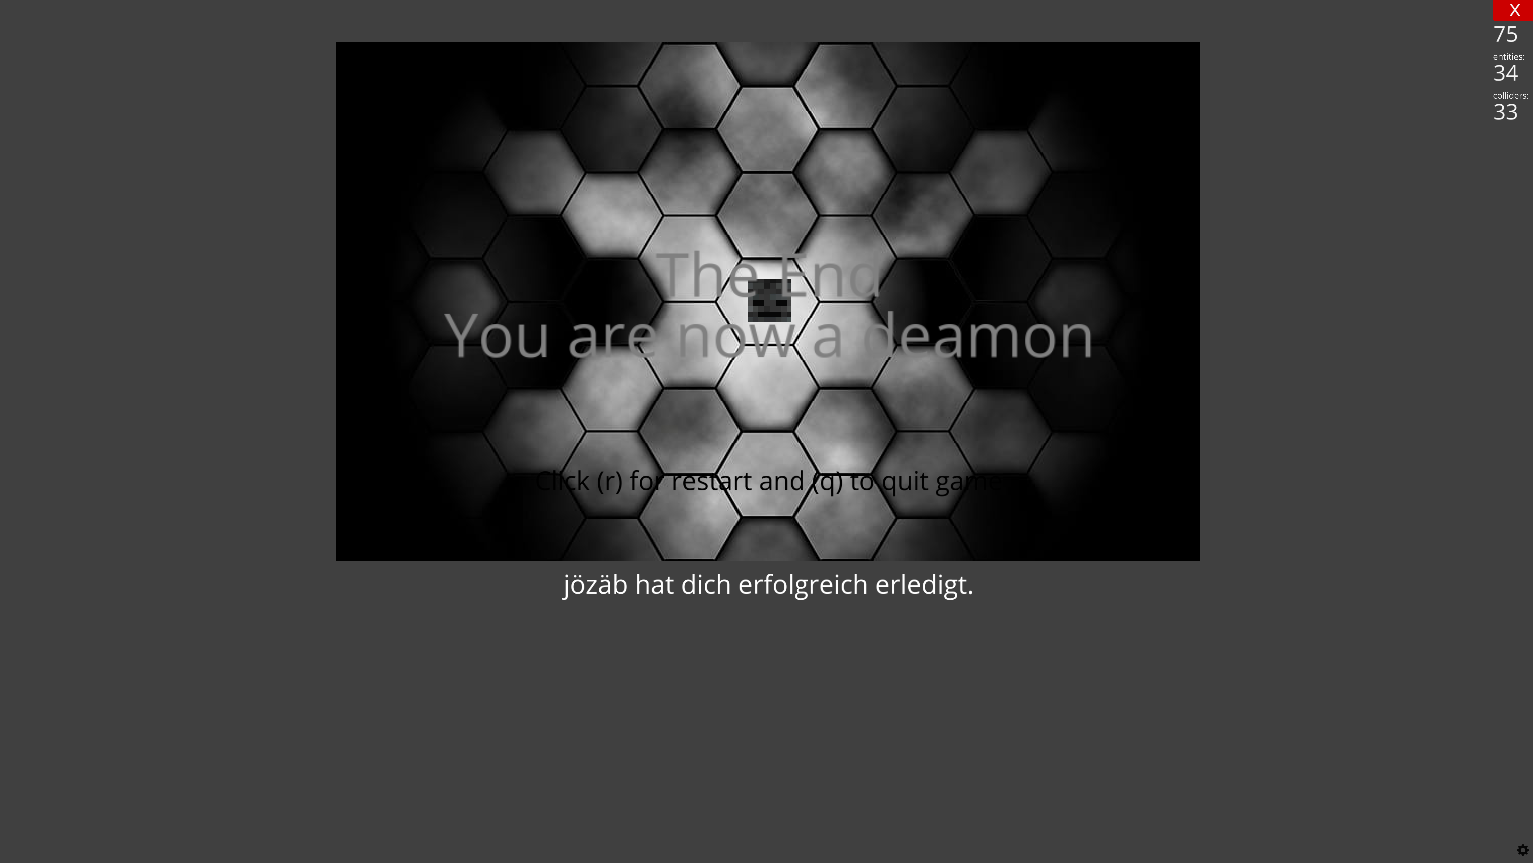 X
75
entities:
34
colliders:
33
The End
You are now a deamon
Click (r) for restart and (q) to quit game
jözäb hat dich erfolgreich erledigt.